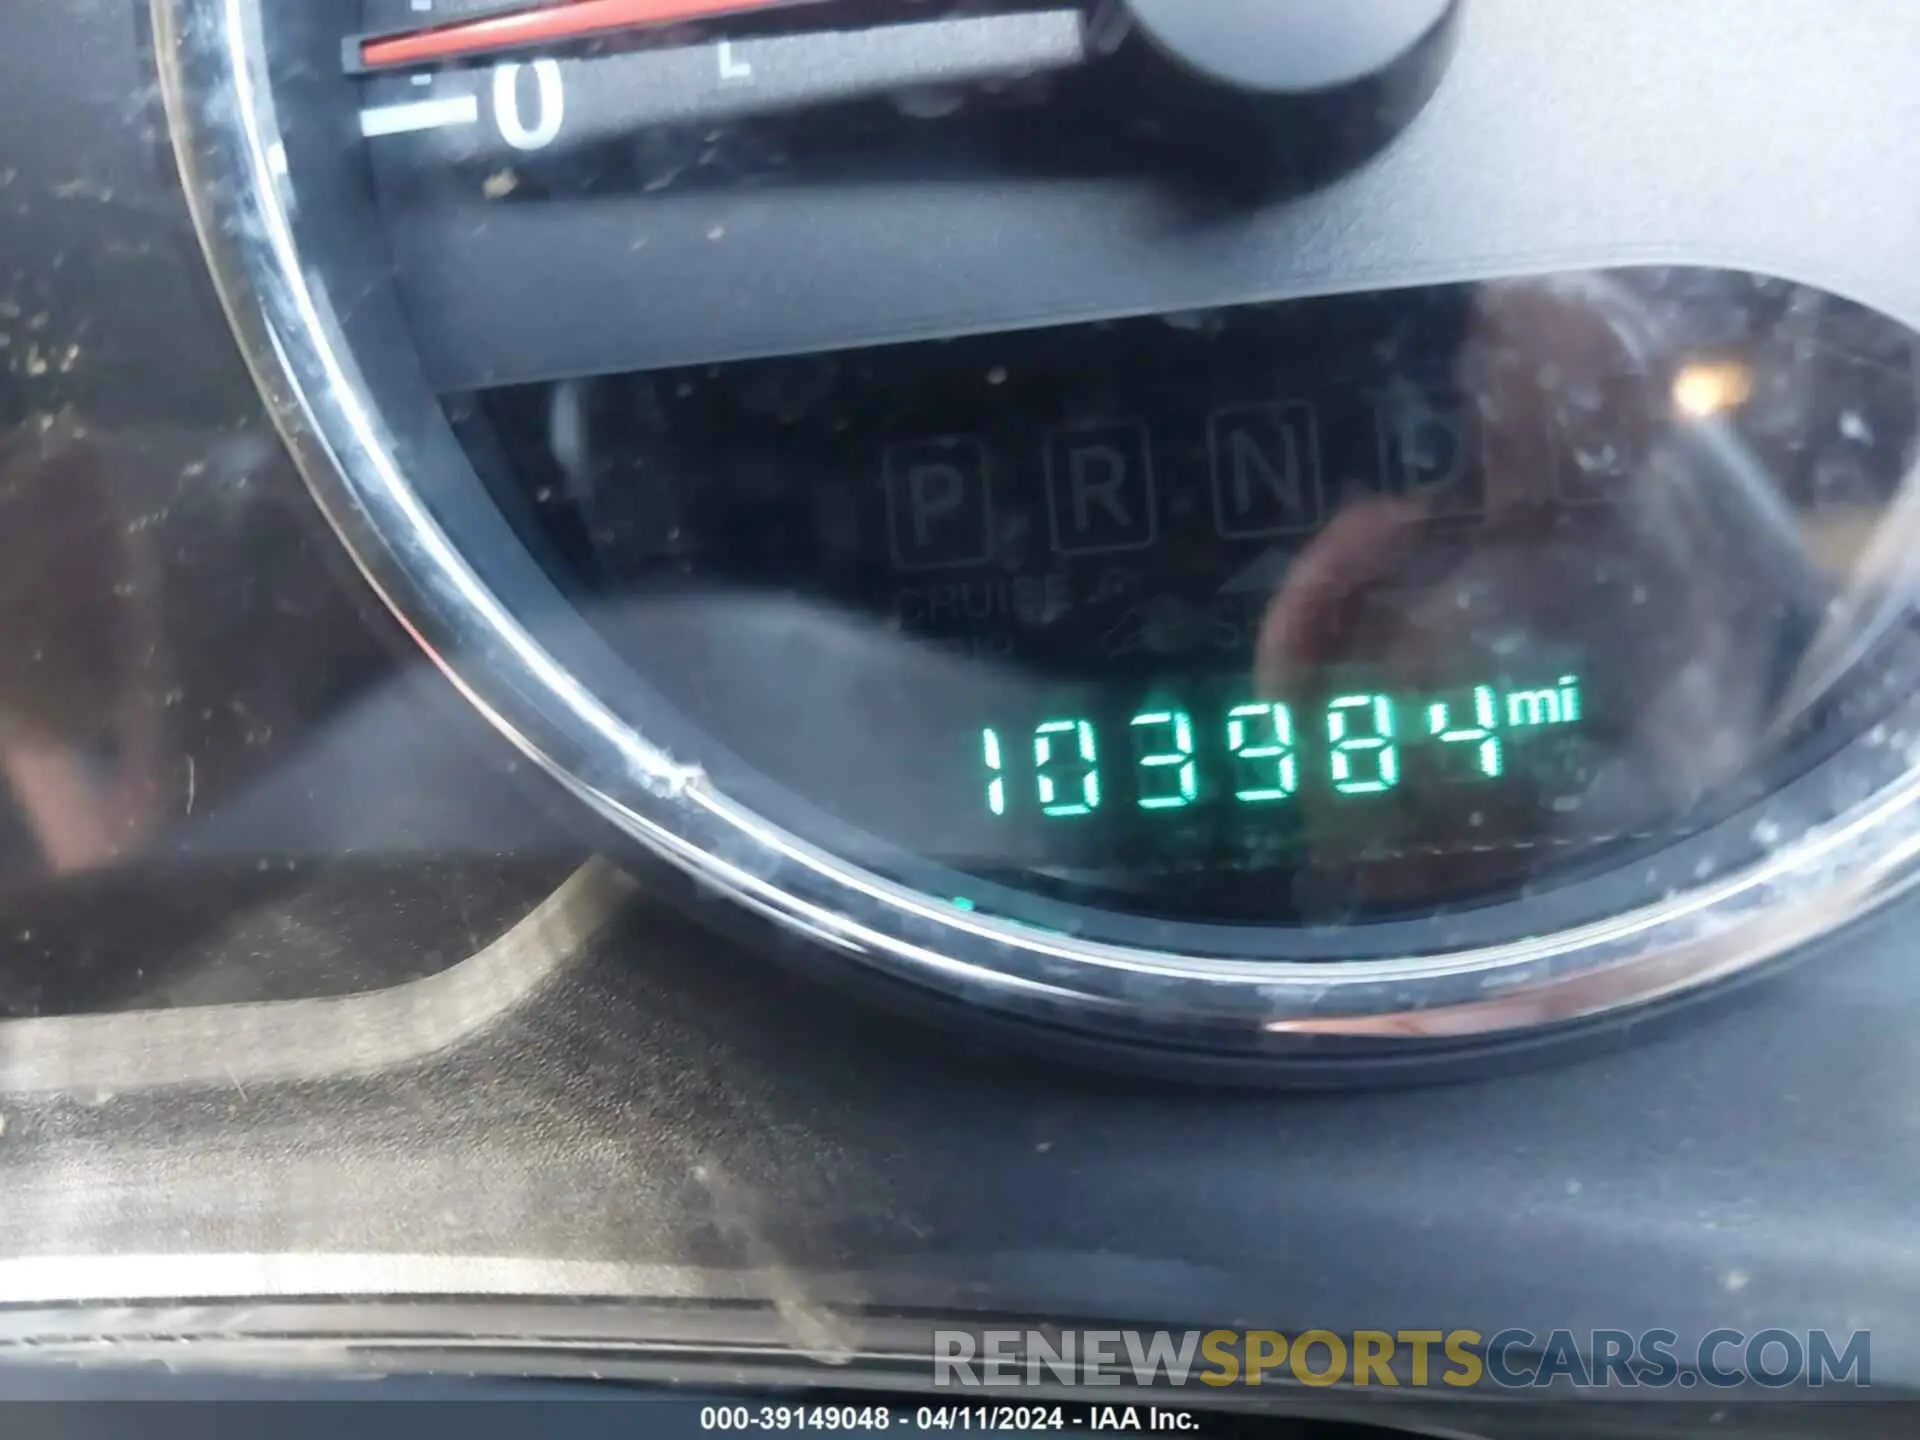 0
L
P R N D
CRUISE
103984 mi
RENEWSPORTSCARS.COM
000-39149048 - 04/11/2024 - IAA Inc.